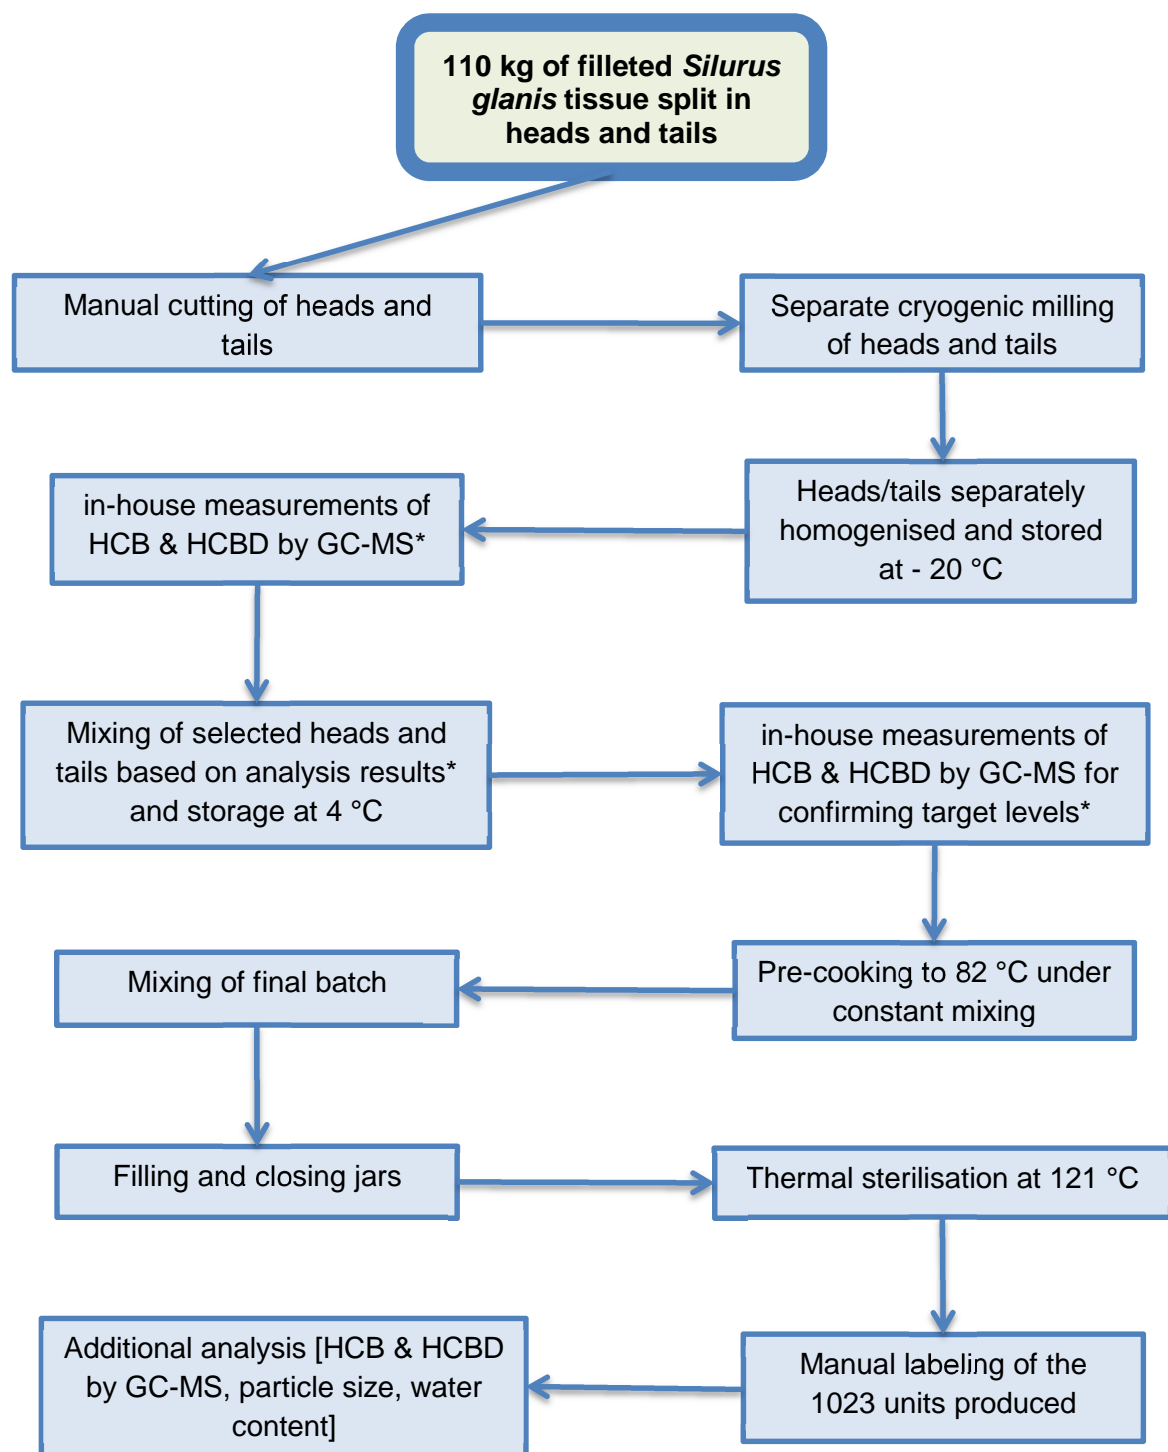 110 kg of filleted Silurus
glanis tissue split in
heads and tails
Manual cutting of heads and
tails
Separate cryogenic milling
of heads and tails
Heads/tails separately
homogenised and stored
at - 20 °C
in-house measurements of
HCB & HCBD by GC-MS*
Mixing of selected heads and
tails based on analysis results*
and storage at 4 °C
in-house measurements of
HCB & HCBD by GC-MS for
confirming target levels*
Pre-cooking to 82 °C under
constant mixing
Mixing of final batch
Filling and closing jars
Thermal sterilisation at 121 °C
Manual labeling of the
1023 units produced
Additional analysis [HCB & HCBD
by GC-MS, particle size, water
content]